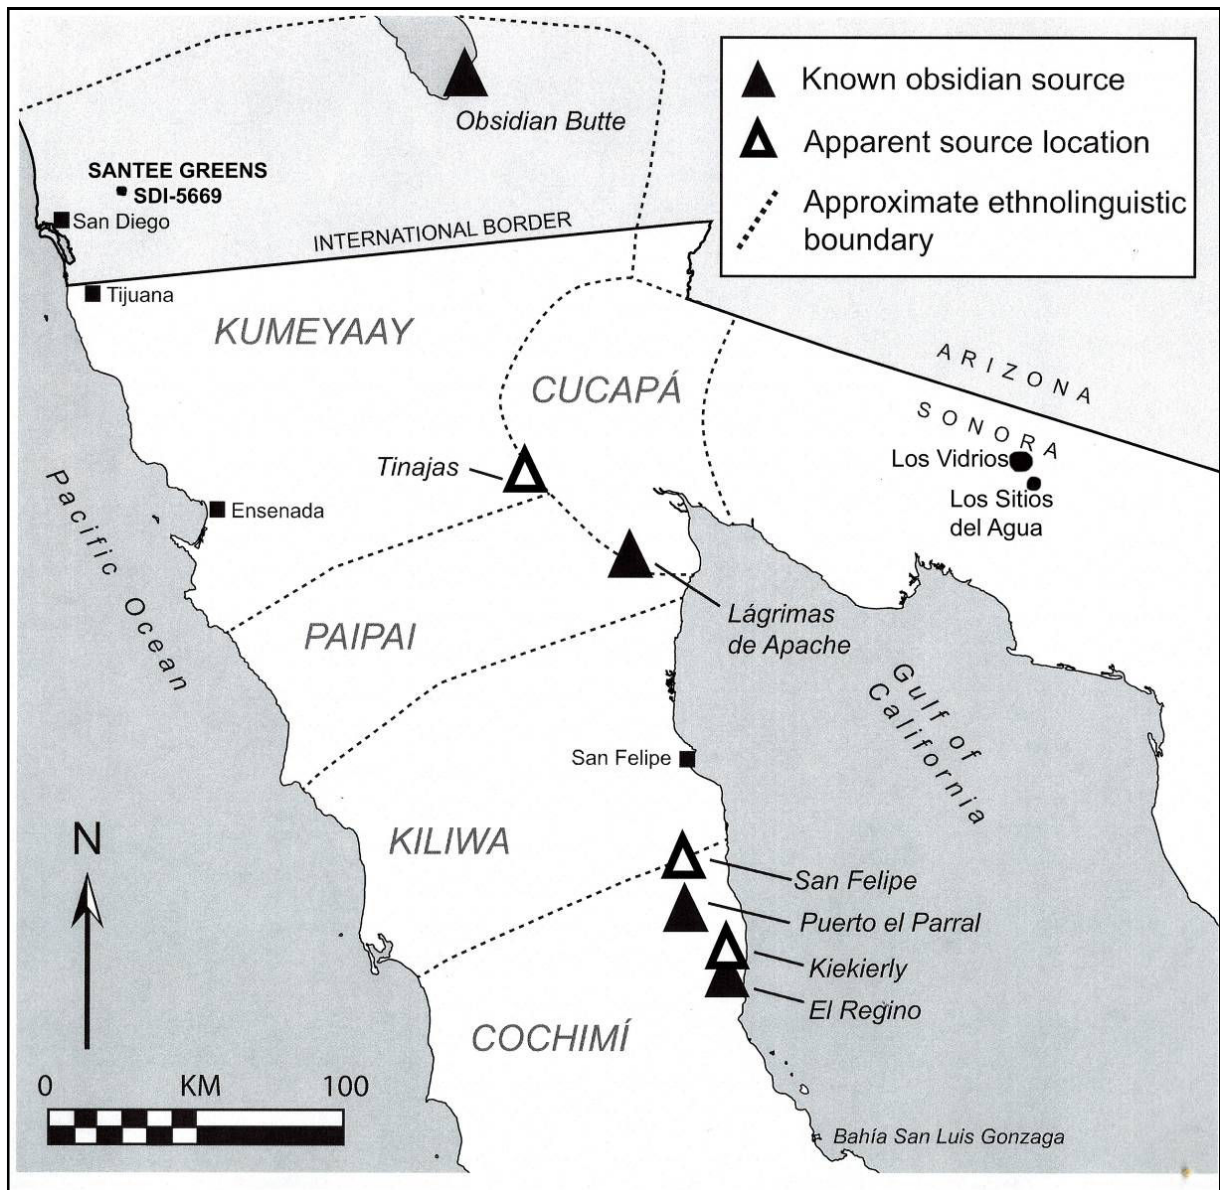 Known obsidian source
Apparent source location
Approximate ethnolinguistic
boundary
Obsidian Butte
SANTEE GREENS
SDI-5669
San Diego
INTERNATIONAL BORDER
Tijuana
KUMEYAAY
CUCAPÁ
ARIZONA
SONORA
Los Vidrios
Los Sitios
del Agua
Tinajas
Ensenada
Pacific Ocean
PAIPAI
Lágrimas
de Apache
Gulf of
California
San Felipe
KILIWA
N
San Felipe
Puerto el Parral
Kiekierly
El Regino
COCHIMÍ
0 KM 100
Bahía San Luis Gonzaga